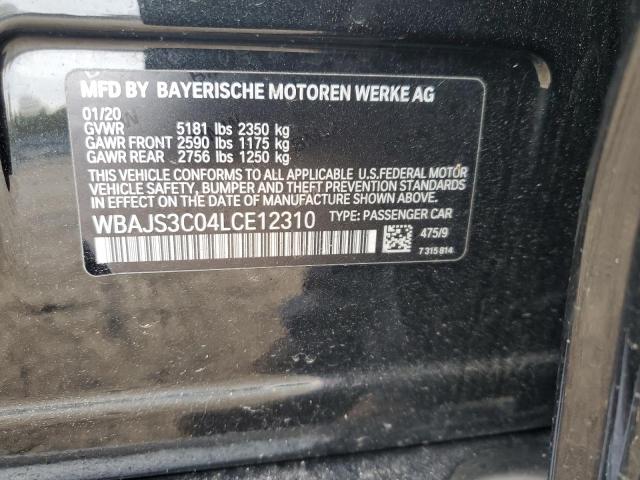 MFD BY BAYERISCHE MOTOREN WERKE AG
01/20
GVWR 5181 lbs 2350 kg
GAWR FRONT 2590 lbs 1175 kg
GAWR REAR 2756 lbs 1250 kg
THIS VEHICLE CONFORMS TO ALL APPLICABLE U.S.FEDERAL MOTOR
VEHICLE SAFETY, BUMPER AND THEFT PREVENTION STANDARDS
IN EFFECT ON THE DATE OF MANUFACTURE SHOWN ABOVE.
WBAJS3C04LCE12310 TYPE: PASSENGER CAR
475/9
7 315 814